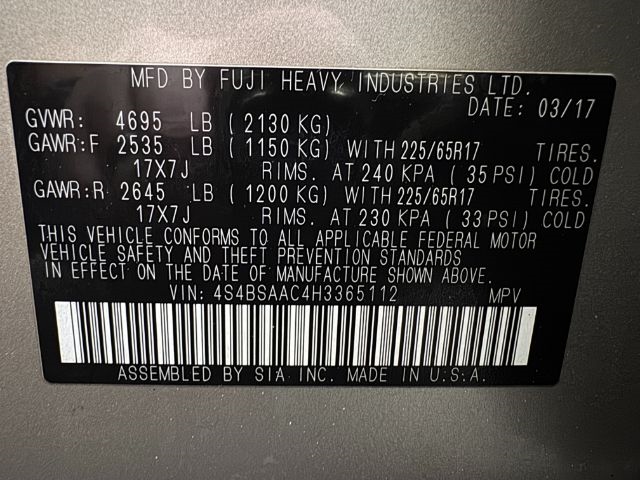 MFD BY FUJI HEAVY INDUSTRIES LTD.
DATE: 03/17
GVWR: 4695 LB ( 2130 KG)
GAWR:F 2535 LB ( 1150 KG) WITH 225/65R17 TIRES.
17X7J RIMS. AT 240 KPA ( 35 PSI) COLD
GAWR:R 2645 LB ( 1200 KG) WITH 225/65R17 TIRES.
17X7J RIMS. AT 230 KPA ( 33 PSI) COLD
THIS VEHICLE CONFORMS TO ALL APPLICABLE FEDERAL MOTOR
VEHICLE SAFETY AND THEFT PREVENTION STANDARDS
IN EFFECT ON THE DATE OF MANUFACTURE SHOWN ABOVE.
VIN: 4S4BSAAC4H3365112 MPV
ASSEMBLED BY SIA INC. MADE IN U.S.A.